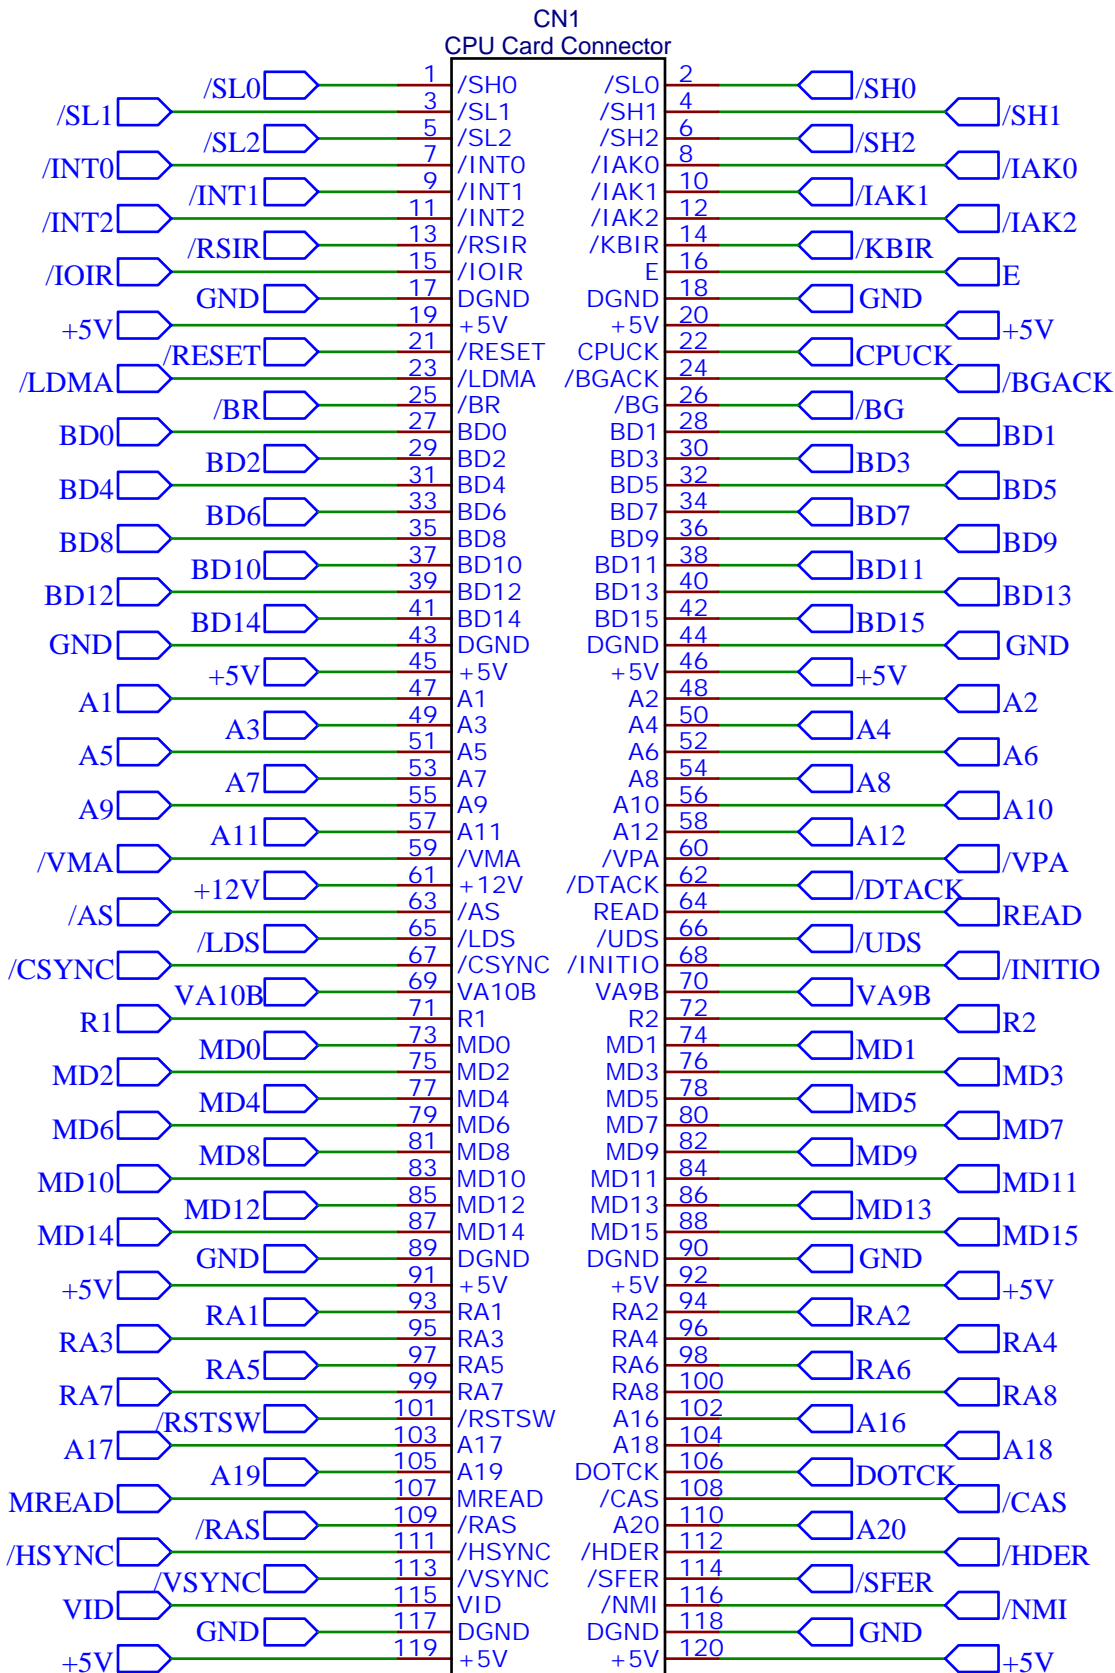 CN1
CPU Card Connector
/SL0 1 /SH0 /SL0 2 /SH0
/SL1 3 /SL1 /SH1 4 /SH1
/SL2 5 /SL2 /SH2 6 /SH2
/INT0 7 /INT0 /IAK0 8 /IAK0
/INT1 9 /INT1 /IAK1 10 /IAK1
/INT2 11 /INT2 /IAK2 12 /IAK2
/RSIR 13 /RSIR /KBIR 14 /KBIR
/IOIR 15 /IOIR E 16 E
GND 17 DGND DGND 18 GND
+5V 19 +5V +5V 20 +5V
/RESET 21 /RESET CPUCK 22 CPUCK
/LDMA 23 /LDMA /BGACK 24 /BGACK
/BR 25 /BR /BG 26 /BG
BD0 27 BD0 BD1 28 BD1
BD2 29 BD2 BD3 30 BD3
BD4 31 BD4 BD5 32 BD5
BD6 33 BD6 BD7 34 BD7
BD8 35 BD8 BD9 36 BD9
BD10 37 BD10 BD11 38 BD11
BD12 39 BD12 BD13 40 BD13
BD14 41 BD14 BD15 42 BD15
GND 43 DGND DGND 44 GND
+5V 45 +5V +5V 46 +5V
A1 47 A1 A2 48 A2
A3 49 A3 A4 50 A4
A5 51 A5 A6 52 A6
A7 53 A7 A8 54 A8
A9 55 A9 A10 56 A10
A11 57 A11 A12 58 A12
/VMA 59 /VMA /VPA 60 /VPA
+12V 61 +12V /DTACK 62 /DTACK
/AS 63 /AS READ 64 READ
/LDS 65 /LDS /UDS 66 /UDS
/CSYNC 67 /CSYNC /INITIO 68 /INITIO
VA10B 69 VA10B VA9B 70 VA9B
R1 71 R1 R2 72 R2
MD0 73 MD0 MD1 74 MD1
MD2 75 MD2 MD3 76 MD3
MD4 77 MD4 MD5 78 MD5
MD6 79 MD6 MD7 80 MD7
MD8 81 MD8 MD9 82 MD9
MD10 83 MD10 MD11 84 MD11
MD12 85 MD12 MD13 86 MD13
MD14 87 MD14 MD15 88 MD15
GND 89 DGND DGND 90 GND
+5V 91 +5V +5V 92 +5V
RA1 93 RA1 RA2 94 RA2
RA3 95 RA3 RA4 96 RA4
RA5 97 RA5 RA6 98 RA6
RA7 99 RA7 RA8 100 RA8
/RSTSW 101 /RSTSW A16 102 A16
A17 103 A17 A18 104 A18
A19 105 A19 DOTCK 106 DOTCK
MREAD 107 MREAD /CAS 108 /CAS
/RAS 109 /RAS A20 110 A20
/HSYNC 111 /HSYNC /HDER 112 /HDER
/VSYNC 113 /VSYNC /SFER 114 /SFER
VID 115 VID /NMI 116 /NMI
GND 117 DGND DGND 118 GND
+5V 119 +5V +5V 120 +5V